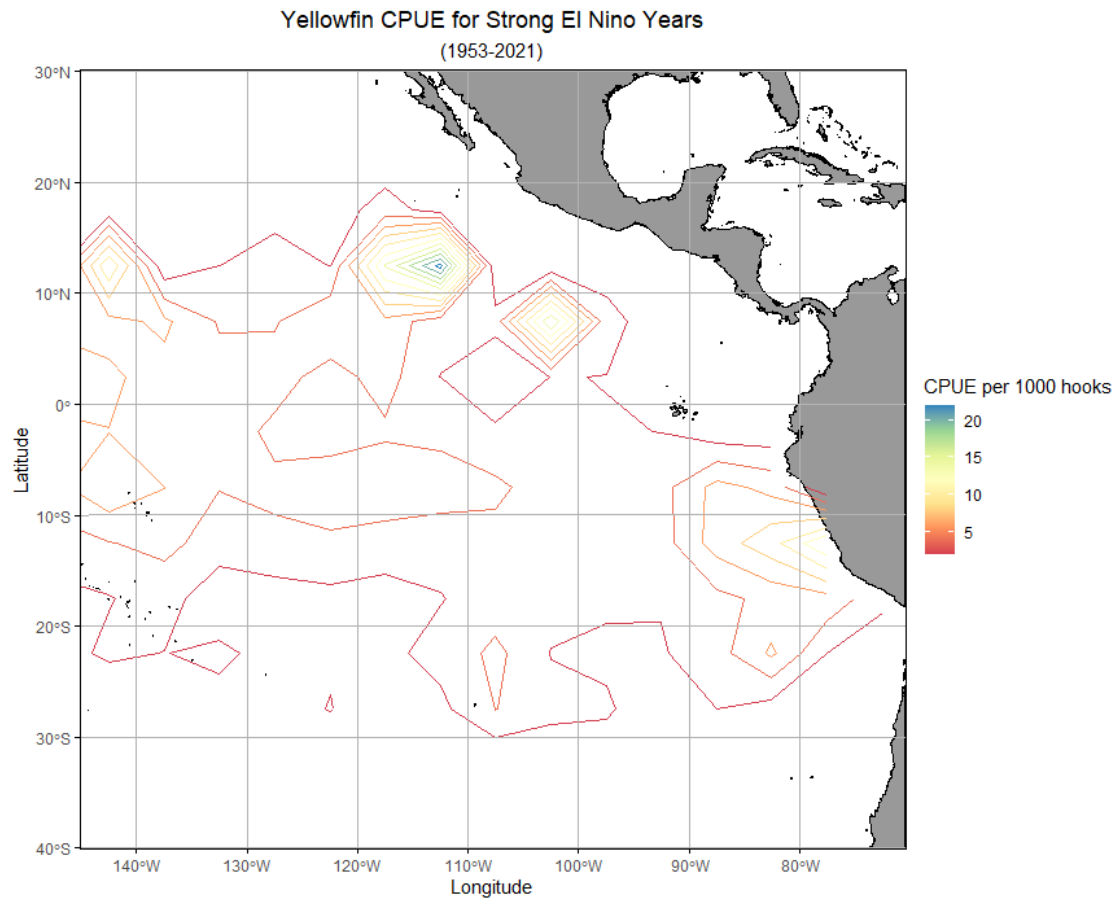 Yellowfin CPUE for Strong El Nino Years
(1953-2021)
30°N
20°N
10°N
0°
10°S
20°S
30°S
40°S
Latitude
140°W
130°W
120°W
110°W
100°W
90°W
80°W
Longitude
CPUE per 1000 hooks
20
15
10
5